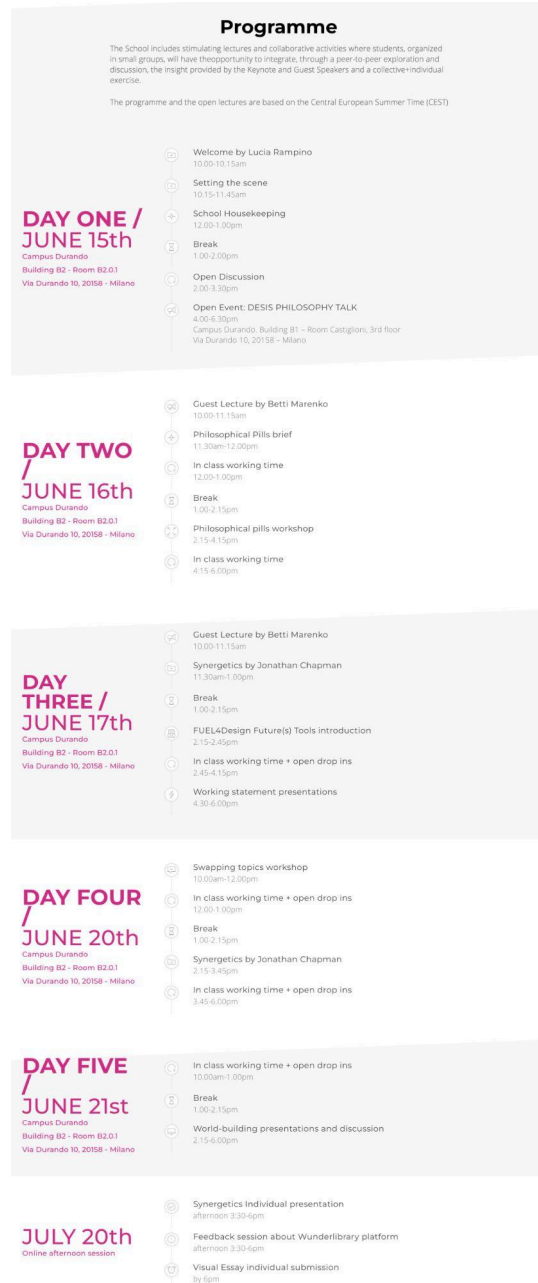 Programme
The School includes stimulating lectures and collaborative activities where students, organized
in small groups, will have theopportunity to integrate, through a peer-to-peer exploration and
discussion, the insight provided by the Keynote and Guest Speakers and a collective+individual
exercise.
The programme and the open lectures are based on the Central European Summer Time (CEST)
DAY ONE /
JUNE 15th
Campus Durando
Building B2 - Room B2.0.1
Via Durando 10, 20158 - Milano
Welcome by Lucia Rampino
10.00-10.15am
Setting the scene
10.15-11.45am
School Housekeeping
12.00-1.00pm
Break
1.00-2.00pm
Open Discussion
2.00-3.30pm
Open Event: DESIS PHILOSOPHY TALK
4.00-6.30pm
Campus Durando, Building B1 – Room Castiglioni, 3rd floor
Via Durando 10, 20158 – Milano
DAY TWO
/
JUNE 16th
Campus Durando
Building B2 - Room B2.0.1
Via Durando 10, 20158 - Milano
Guest Lecture by Betti Marenko
10.00-11.15am
Philosophical Pills brief
11.30am-12.00pm
In class working time
12.00-1.00pm
Break
1.00-2.15pm
Philosophical pills workshop
2.15-4.15pm
In class working time
4.15-6.00pm
DAY
THREE /
JUNE 17th
Campus Durando
Building B2 - Room B2.0.1
Via Durando 10, 20158 - Milano
Guest Lecture by Betti Marenko
10.00-11.15am
Synergetics by Jonathan Chapman
11.30am-1.00pm
Break
1.00-2.15pm
FUEL4Design Future(s) Tools introduction
2.15-2.45pm
In class working time + open drop ins
2.45-4.15pm
Working statement presentations
4.30-6.00pm
DAY FOUR
/
JUNE 20th
Campus Durando
Building B2 - Room B2.0.1
Via Durando 10, 20158 - Milano
Swapping topics workshop
10.00am-12.00pm
In class working time + open drop ins
12.00-1.00pm
Break
1.00-2.15pm
Synergetics by Jonathan Chapman
2.15-3.45pm
In class working time + open drop ins
3.45-6.00pm
DAY FIVE
/
JUNE 21st
Campus Durando
Building B2 - Room B2.0.1
Via Durando 10, 20158 - Milano
In class working time + open drop ins
10.00am-1.00pm
Break
1.00-2.15pm
World-building presentations and discussion
2.15-6.00pm
JULY 20th
Online afternoon session
Synergetics Individual presentation
afternoon 3:30-6pm
Feedback session about Wunderlibrary platform
afternoon 3:30-6pm
Visual Essay individual submission
by 6pm